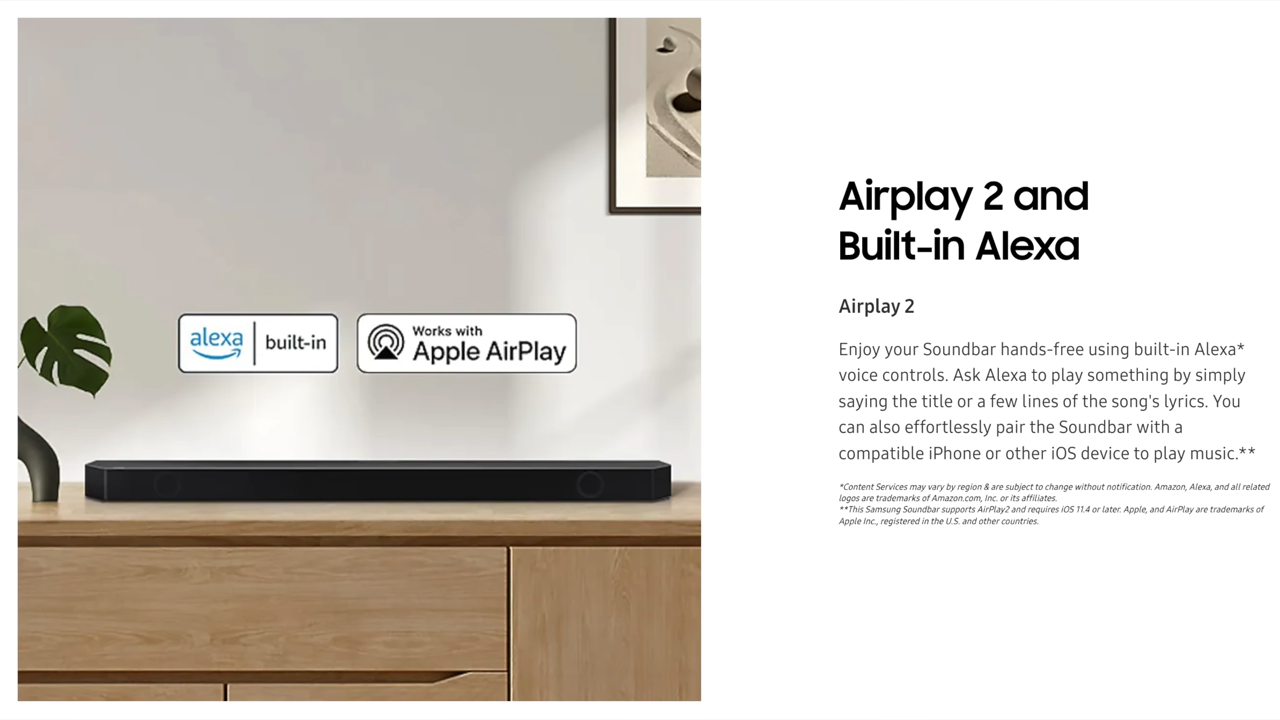 alexa built-in
Works with
Apple AirPlay
Airplay 2 and
Built-in Alexa
Airplay 2
Enjoy your Soundbar hands-free using built-in Alexa*
voice controls. Ask Alexa to play something by simply
saying the title or a few lines of the song's lyrics. You
can also effortlessly pair the Soundbar with a
compatible iPhone or other iOS device to play music.**
*Content Services may vary by region & are subject to change without notification. Amazon, Alexa, and all related
logos are trademarks of Amazon.com, Inc. or its affiliates.
**This Samsung Soundbar supports AirPlay2 and requires iOS 11.4 or later. Apple, and AirPlay are trademarks of
Apple Inc., registered in the U.S. and other countries.